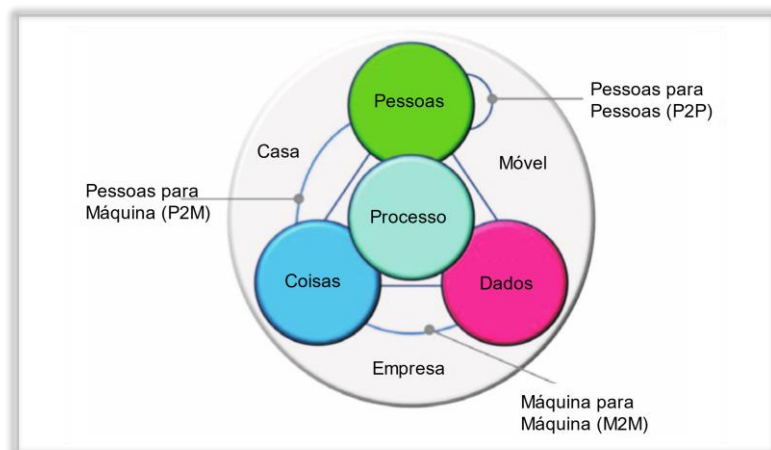 Pessoas
Pessoas para
Pessoas (P2P)
Casa
Móvel
Pessoas para
Máquina (P2M)
Processo
Coisas
Dados
Empresa
Máquina para
Máquina (M2M)